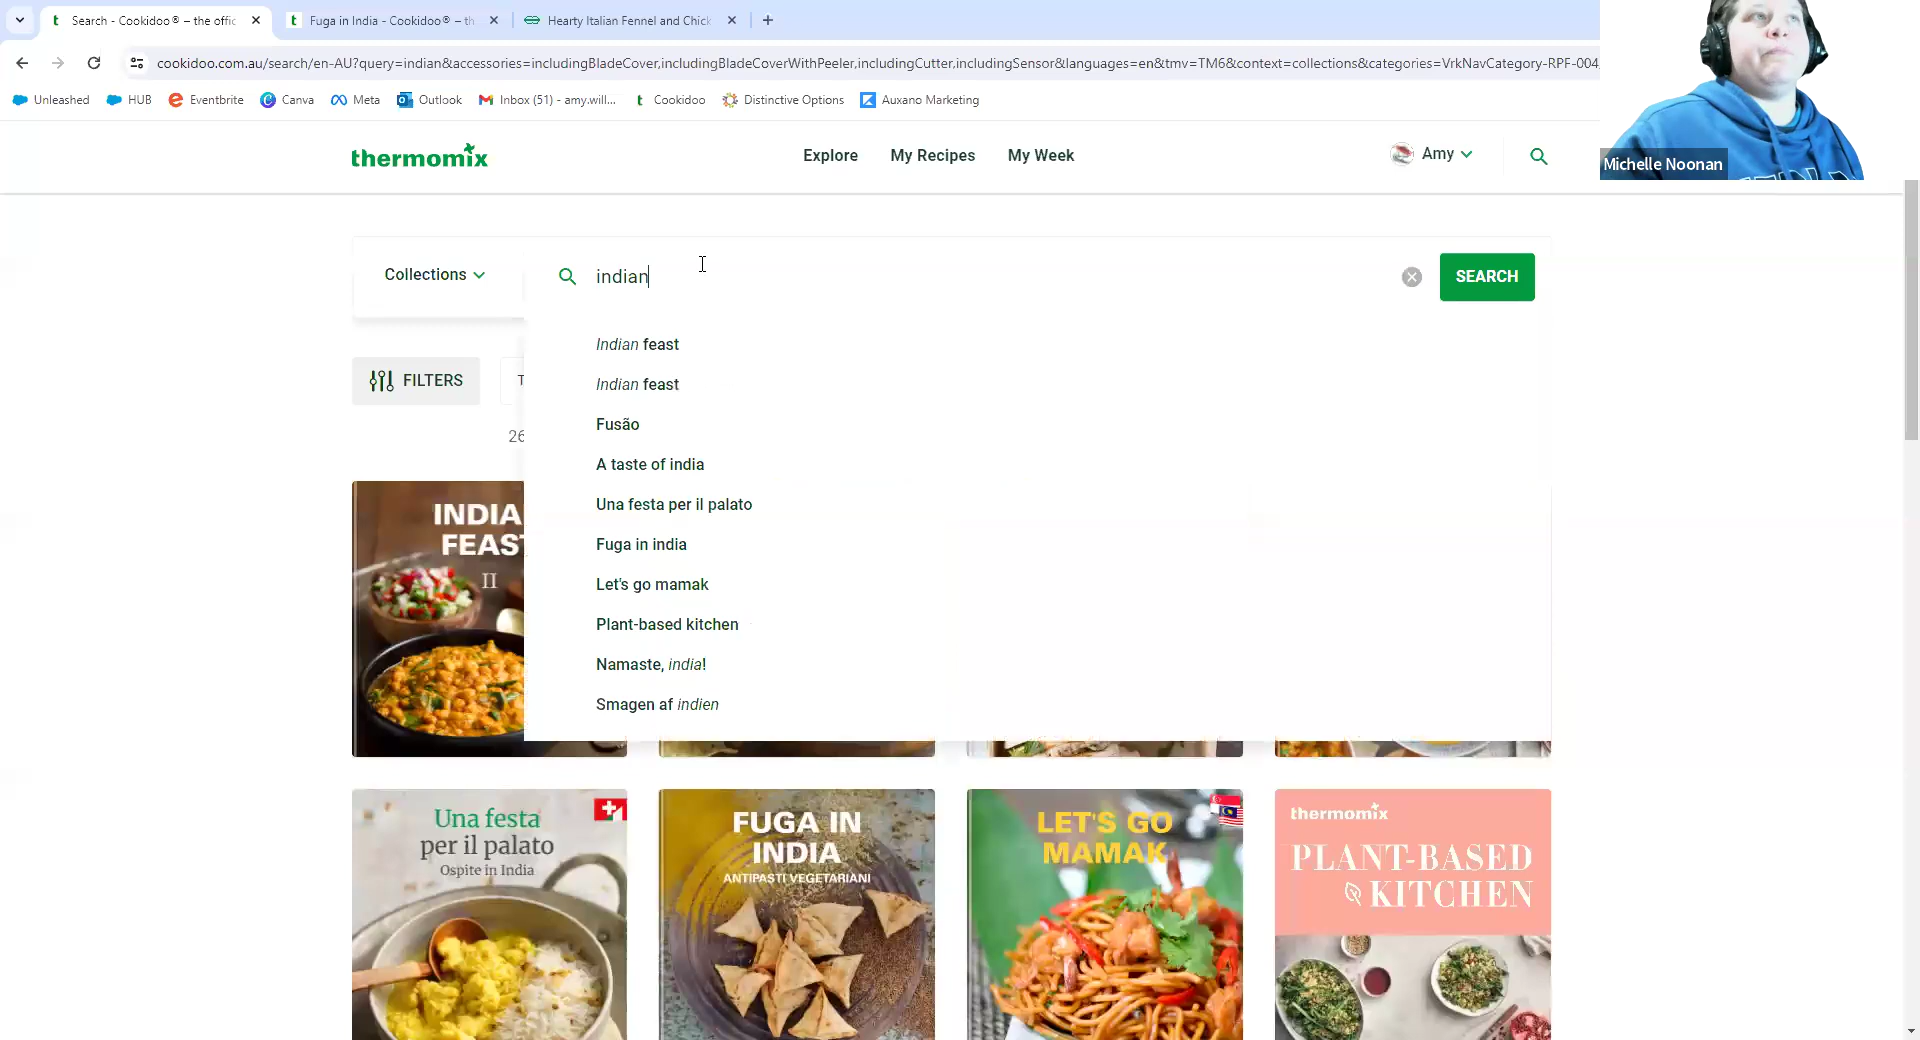 Search - Cookidoo® – the offic
Fuga in India - Cookidoo® – th
Hearty Italian Fennel and Chick
cookidoo.com.au/search/en-AU?query=indian&accessories=includingBladeCover,includingBladeCoverWithPeeler,includingCutter,includingSensor&languages=en&tmv=TM6&context=collections&categories=VrkNavCategory-RPF-004
Unleashed
HUB
Eventbrite
Canva
Meta
Outlook
Inbox (51) - amy.will...
Cookidoo
Distinctive Options
Auxano Marketing
thermomix
Explore
My Recipes
My Week
Amy
Michelle Noonan
Collections
indian
SEARCH
Indian feast
Indian feast
Fusão
A taste of india
Una festa per il palato
Fuga in india
Let's go mamak
Plant-based kitchen
Namaste, india!
Smagen af indien
FILTERS
T
26
INDIA
FEAST
II
Una festa
per il palato
Ospite in India
FUGA IN
INDIA
ANTIPASTI VEGETARIANI
LET'S GO
MAMAK
thermomix
PLANT-BASED
KITCHEN